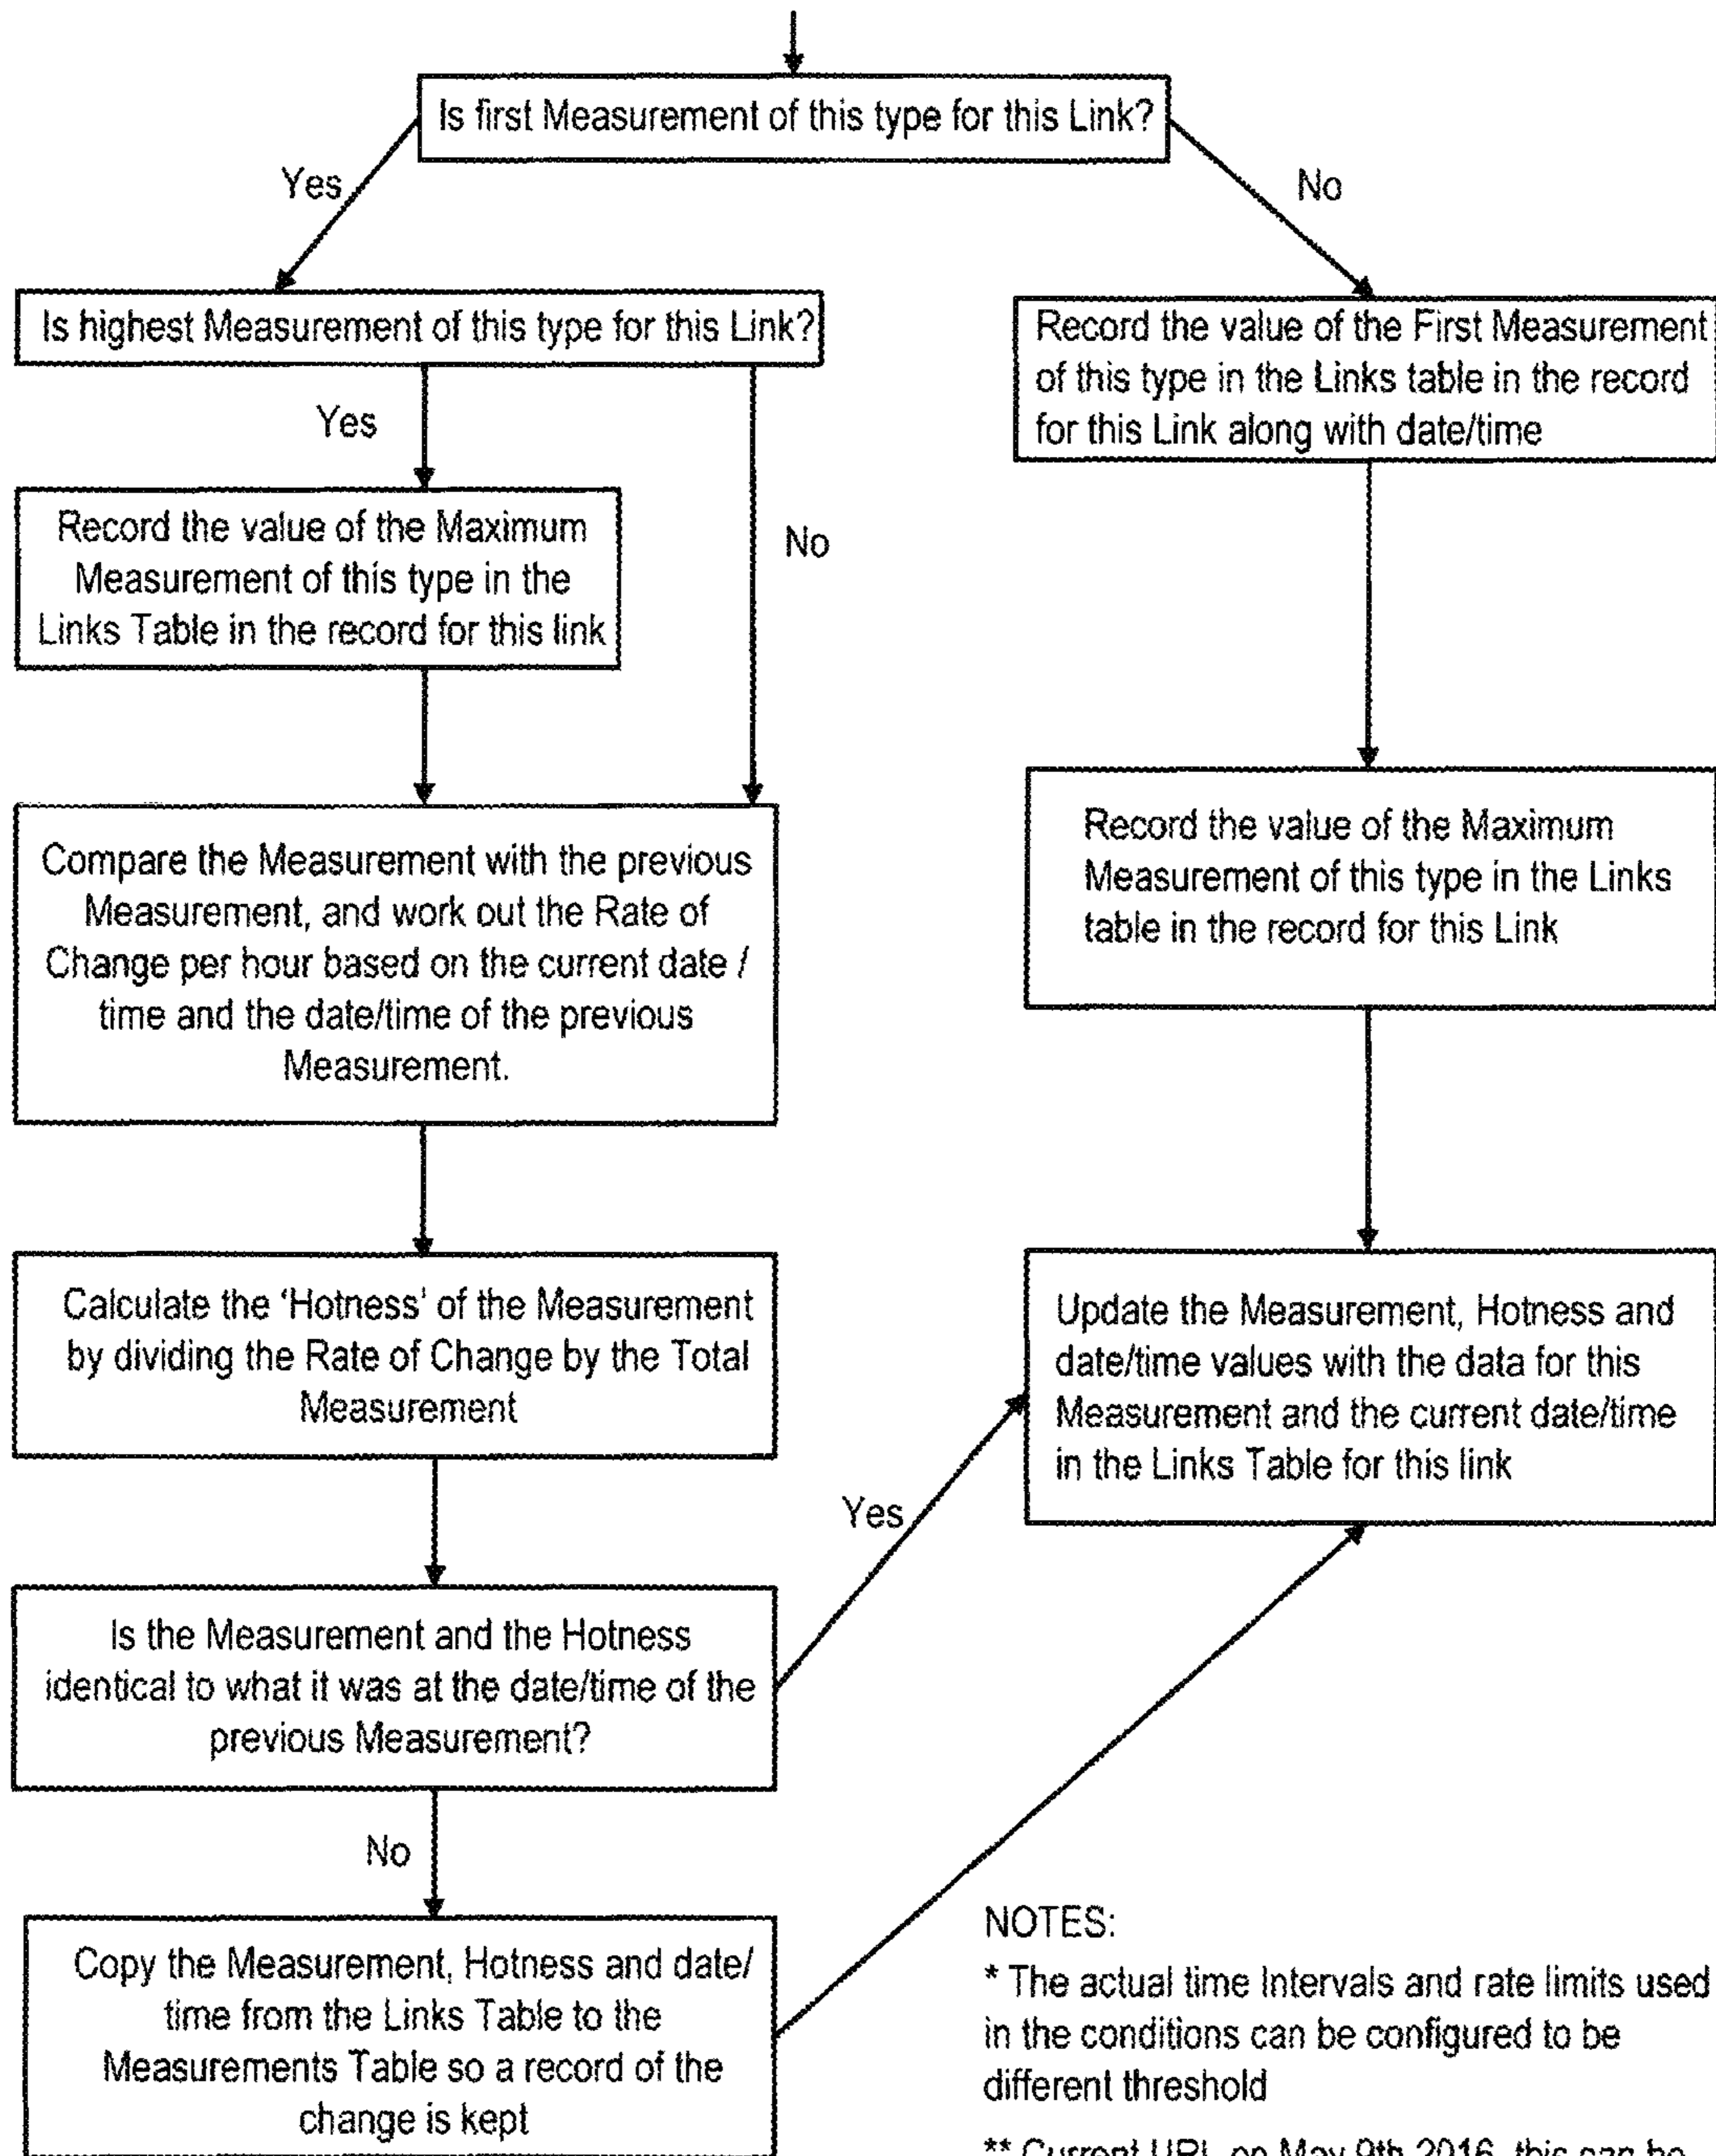 Is first Measurement of this type for this Link?
Yes
No
Is highest Measurement of this type for this Link?
Record the value of the First Measurement
of this type in the Links table in the record
for this Link along with date/time
Yes
No
Record the value of the Maximum
Measurement of this type in the
Links Table in the record for this link
Record the value of the Maximum
Measurement of this type in the Links
table in the record for this Link
Compare the Measurement with the previous
Measurement, and work out the Rate of
Change per hour based on the current date /
time and the date/time of the previous
Measurement.
Calculate the ‘Hotness’ of the Measurement
by dividing the Rate of Change by the Total
Measurement
Update the Measurement, Hotness and
date/time values with the data for this
Measurement and the current date/time
in the Links Table for this link
Yes
Is the Measurement and the Hotness
identical to what it was at the date/time of the
previous Measurement?
No
Copy the Measurement, Hotness and date/
time from the Links Table to the
Measurements Table so a record of the
change is kept
NOTES:
* The actual time Intervals and rate limits used
in the conditions can be configured to be
different threshold
** Current URL on May 9th 2016, this can be